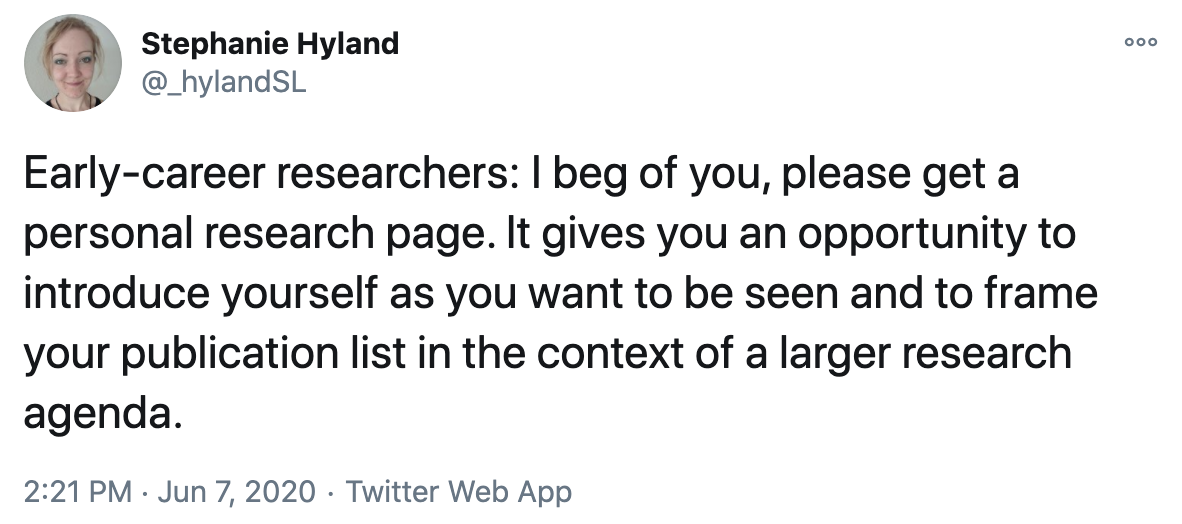 Stephanie Hyland
@_hylandSL
Early-career researchers: I beg of you, please get a
personal research page. It gives you an opportunity to
introduce yourself as you want to be seen and to frame
your publication list in the context of a larger research
agenda.
2:21 PM · Jun 7, 2020 · Twitter Web App